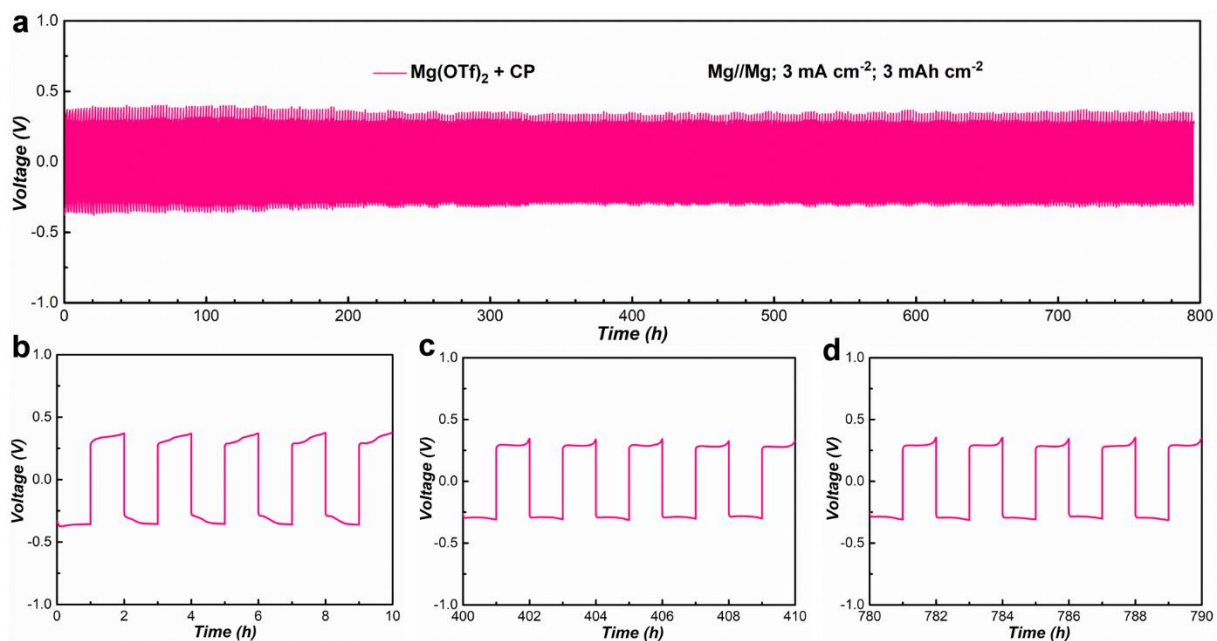 a
1.0
0.5
0.0
-0.5
-1.0
Voltage (V)
Mg(OTf)₂ + CP
Mg//Mg; 3 mA cm⁻²; 3 mAh cm⁻²
0 100 200 300 400 500 600 700 800
Time (h)
b
1.0
0.5
0.0
-0.5
-1.0
Voltage (V)
0 2 4 6 8 10
Time (h)
c
1.0
0.5
0.0
-0.5
-1.0
Voltage (V)
400 402 404 406 408 410
Time (h)
d
1.0
0.5
0.0
-0.5
-1.0
Voltage (V)
780 782 784 786 788 790
Time (h)